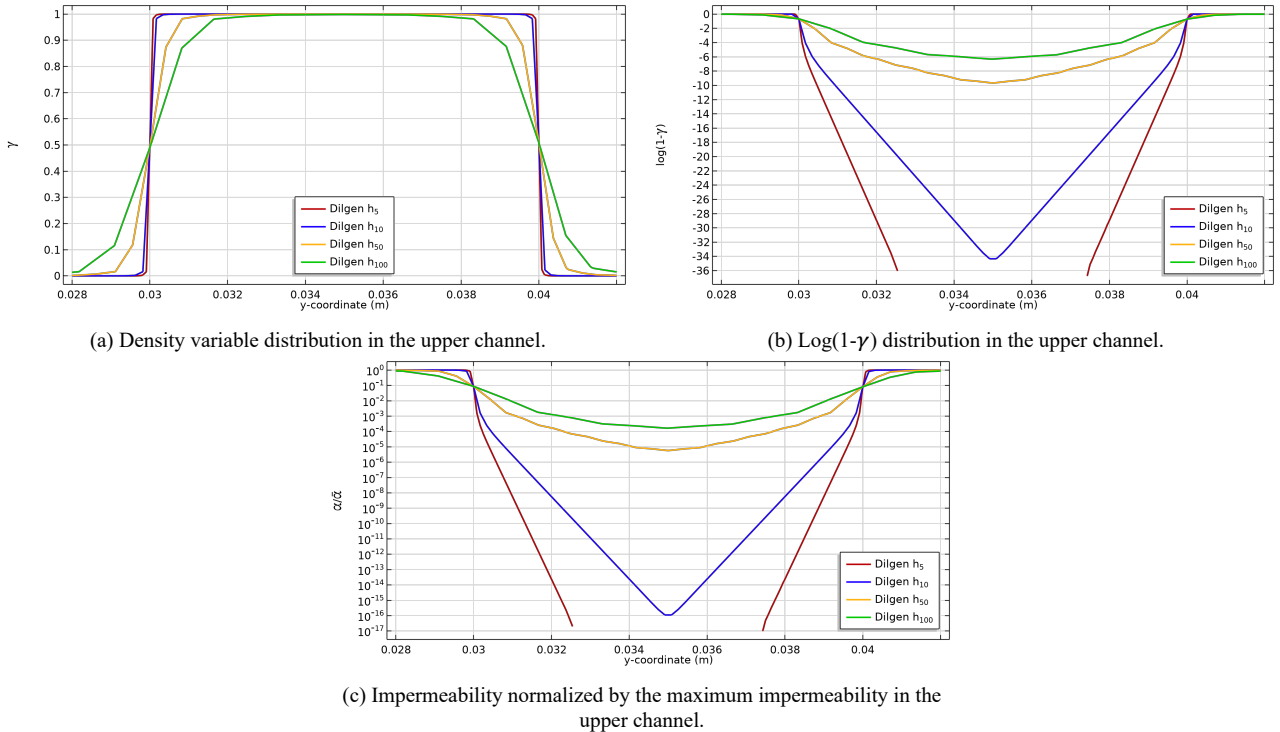 1
0.9
0.8
0.7
0.6
0.5
0.4
0.3
0.2
0.1
0
γ
Dilgen h₅
Dilgen h₁₀
Dilgen h₅₀
Dilgen h₁₀₀
0.028 0.03 0.032 0.034 0.036 0.038 0.04
y-coordinate (m)
(a) Density variable distribution in the upper channel.
0
-2
-4
-6
-8
-10
-12
-14
-16
-18
-20
-22
-24
-26
-28
-30
-32
-34
-36
log(1-γ)
Dilgen h₅
Dilgen h₁₀
Dilgen h₅₀
Dilgen h₁₀₀
0.028 0.03 0.032 0.034 0.036 0.038 0.04
y-coordinate (m)
(b) Log(1-γ) distribution in the upper channel.
10⁰
10⁻¹
10⁻²
10⁻³
10⁻⁴
10⁻⁵
10⁻⁶
10⁻⁷
10⁻⁸
10⁻⁹
10⁻¹⁰
10⁻¹¹
10⁻¹²
10⁻¹³
10⁻¹⁴
10⁻¹⁵
10⁻¹⁶
10⁻¹⁷
α/ᾱ
Dilgen h₅
Dilgen h₁₀
Dilgen h₅₀
Dilgen h₁₀₀
0.028 0.03 0.032 0.034 0.036 0.038 0.04
y-coordinate (m)
(c) Impermeability normalized by the maximum impermeability in the
upper channel.